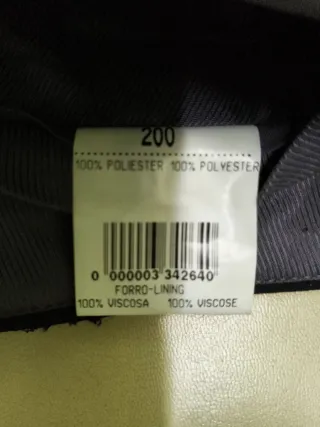 200
100% POLIESTER 100% POLYESTER
0 000003 342640
FORRO-LINING
100% VISCOSA 100% VISCOSE